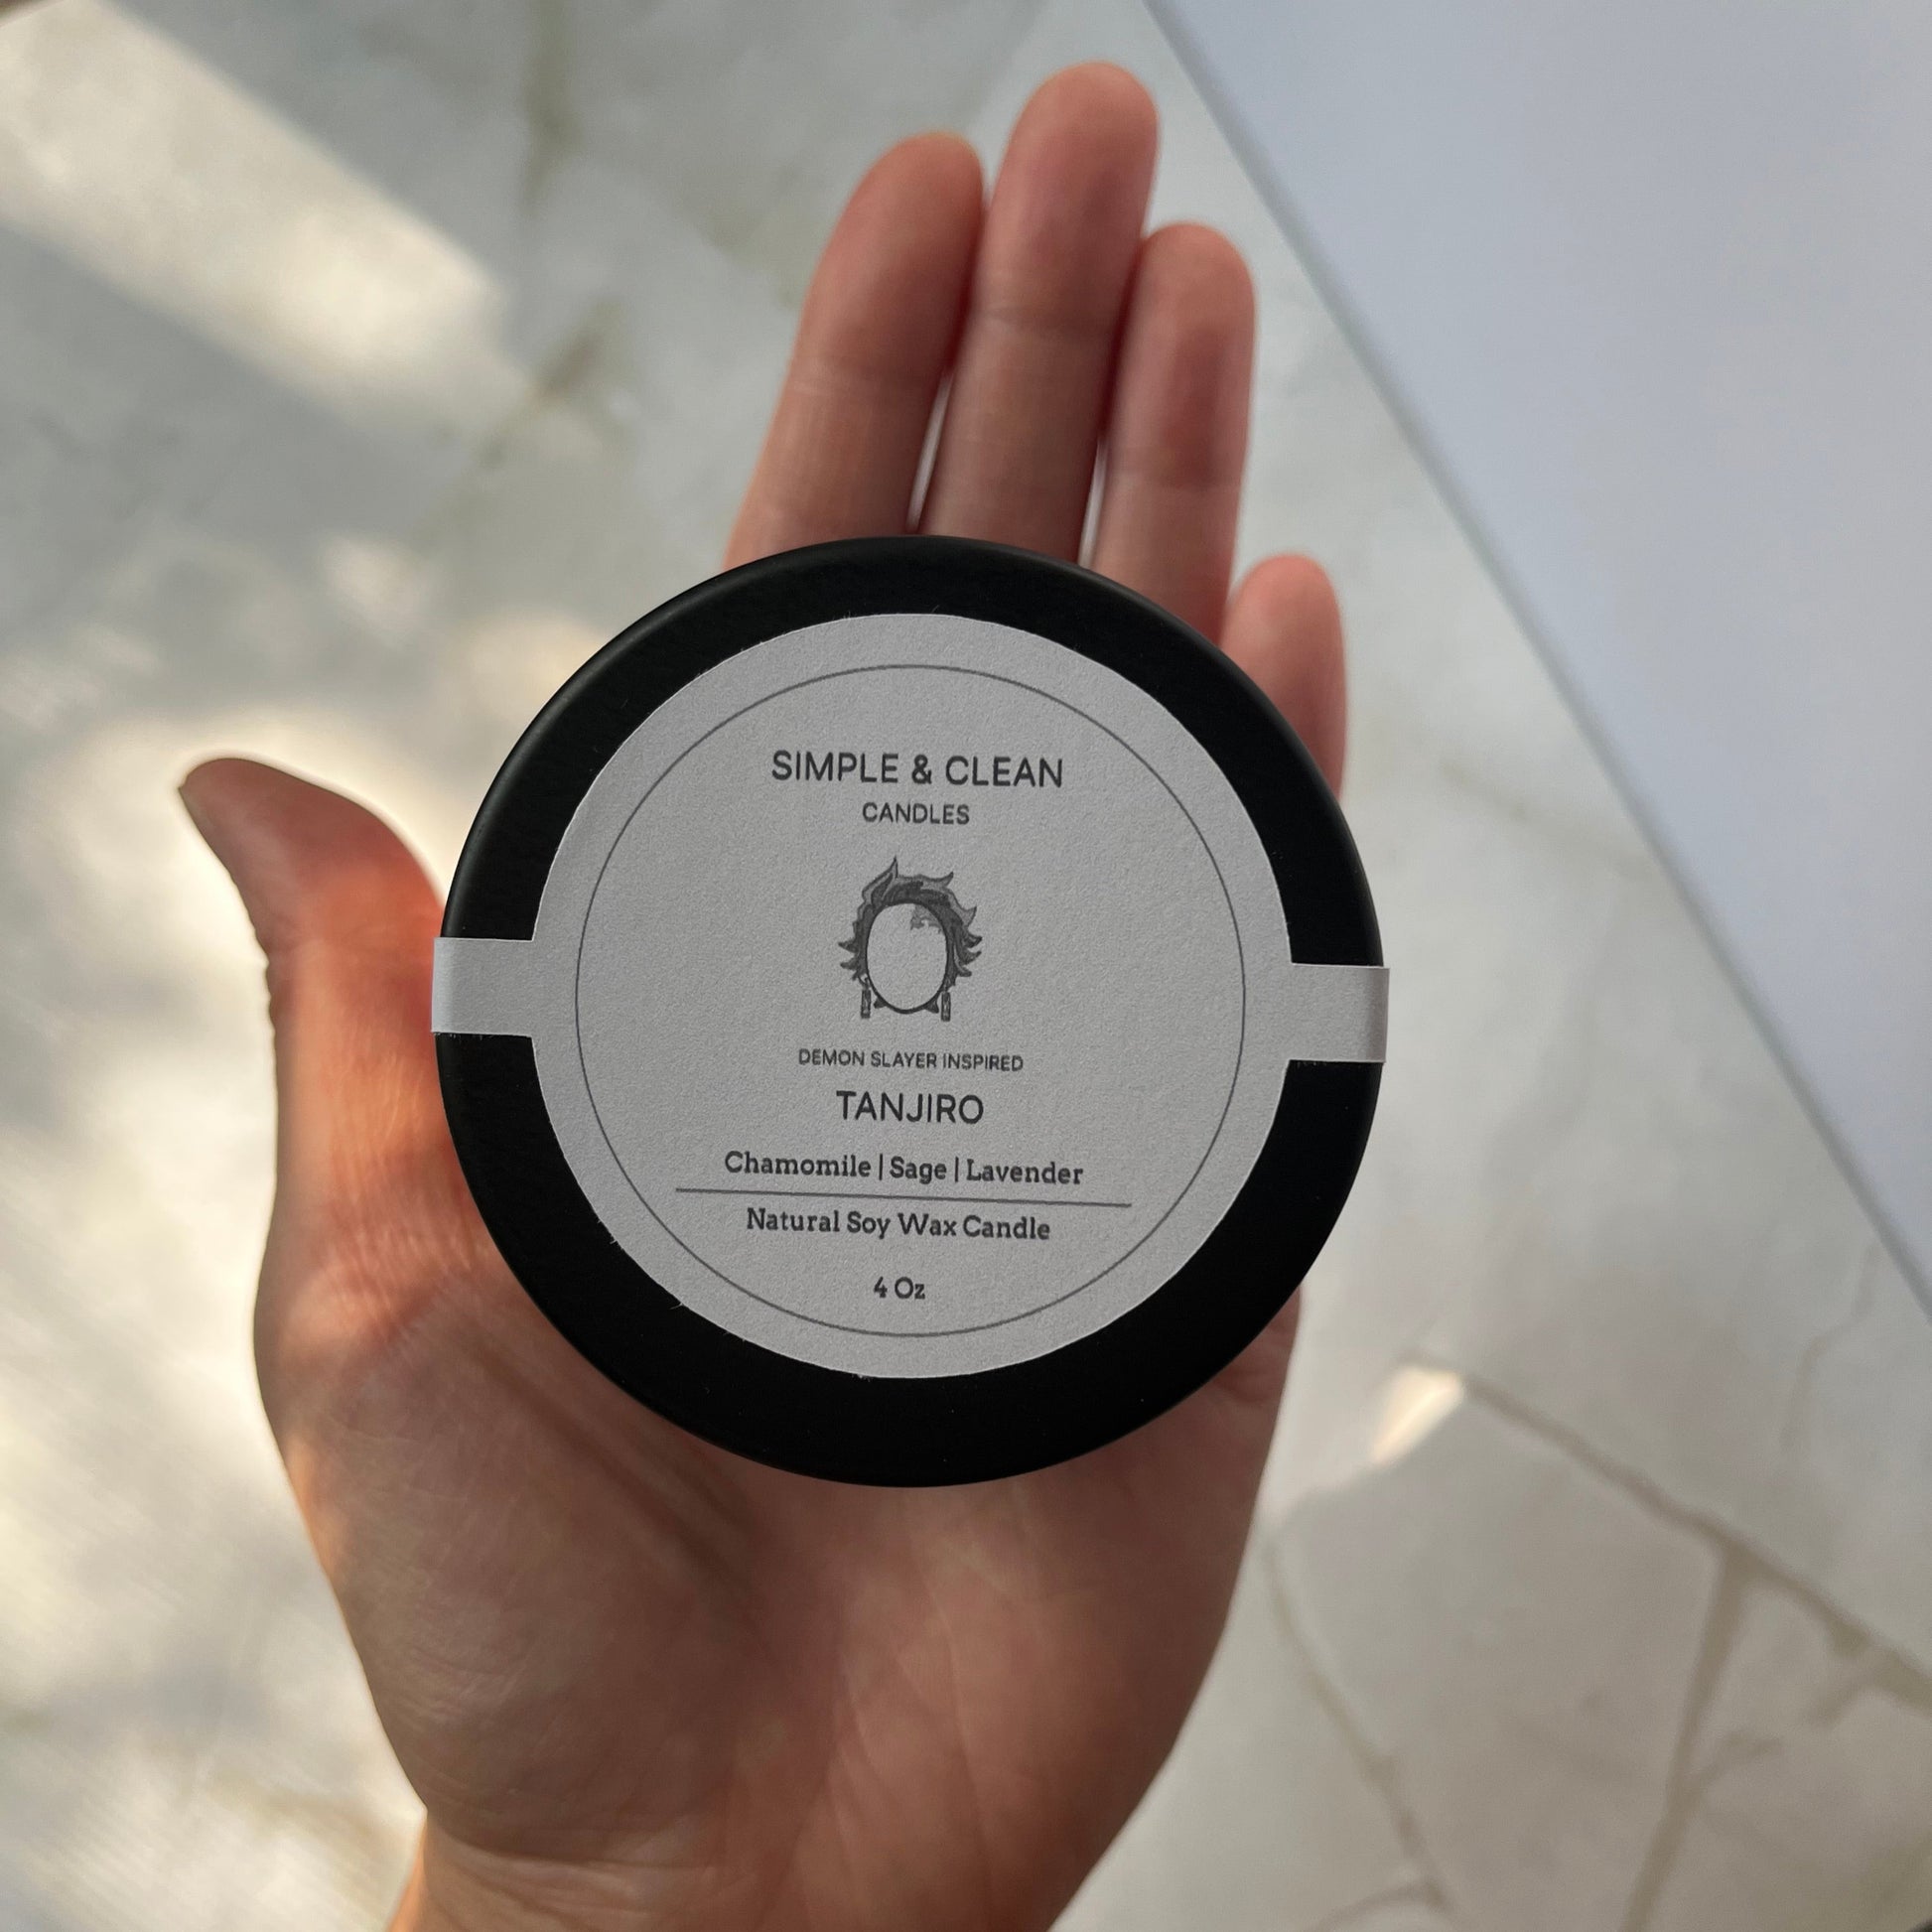 SIMPLE & CLEAN
CANDLES
DEMON SLAYER INSPIRED
TANJIRO
Chamomile | Sage | Lavender
Natural Soy Wax Candle
4 Oz